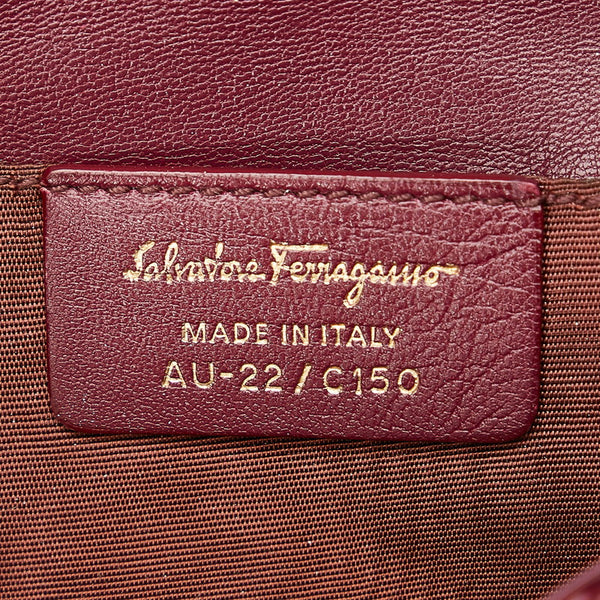 Salvatore Ferragamo
MADE IN ITALY
AU-22/C150